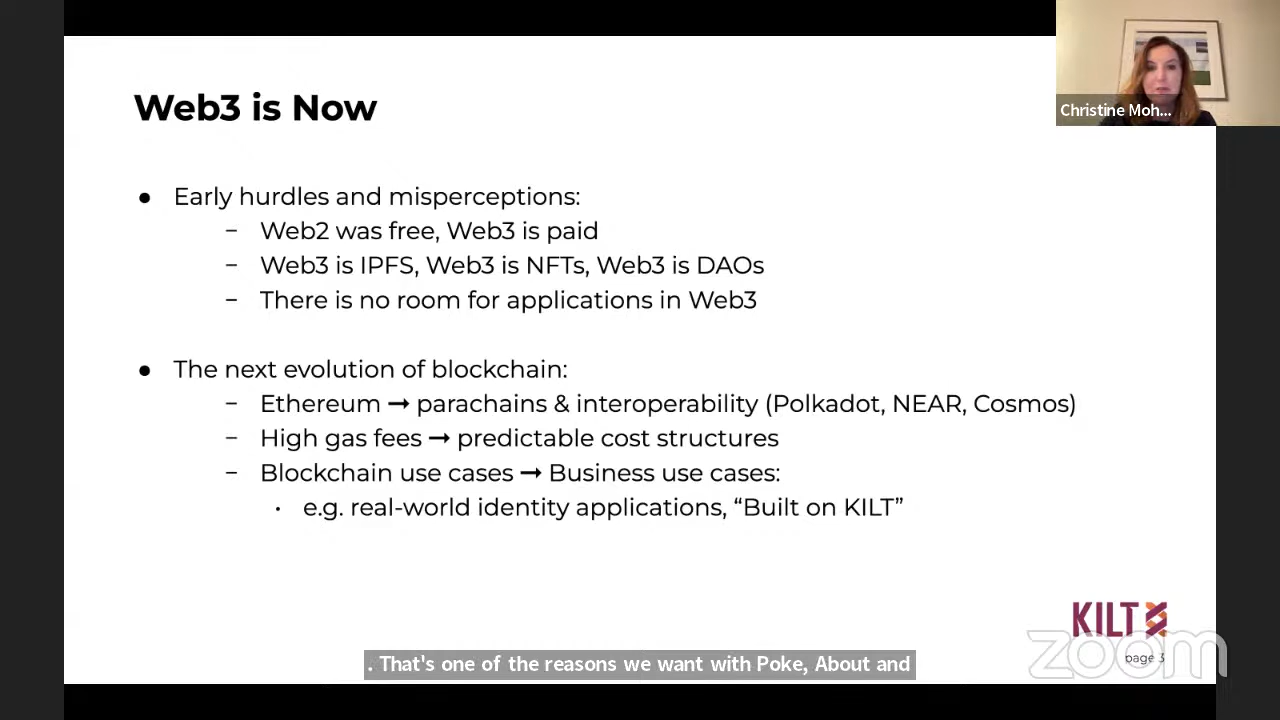 Christine Moh...
Web3 is Now
● Early hurdles and misperceptions:
− Web2 was free, Web3 is paid
− Web3 is IPFS, Web3 is NFTs, Web3 is DAOs
− There is no room for applications in Web3
● The next evolution of blockchain:
− Ethereum → parachains & interoperability (Polkadot, NEAR, Cosmos)
− High gas fees → predictable cost structures
− Blockchain use cases → Business use cases:
• e.g. real-world identity applications, “Built on KILT”
KILT
zoom
page 3
. That's one of the reasons we want with Poke, About and